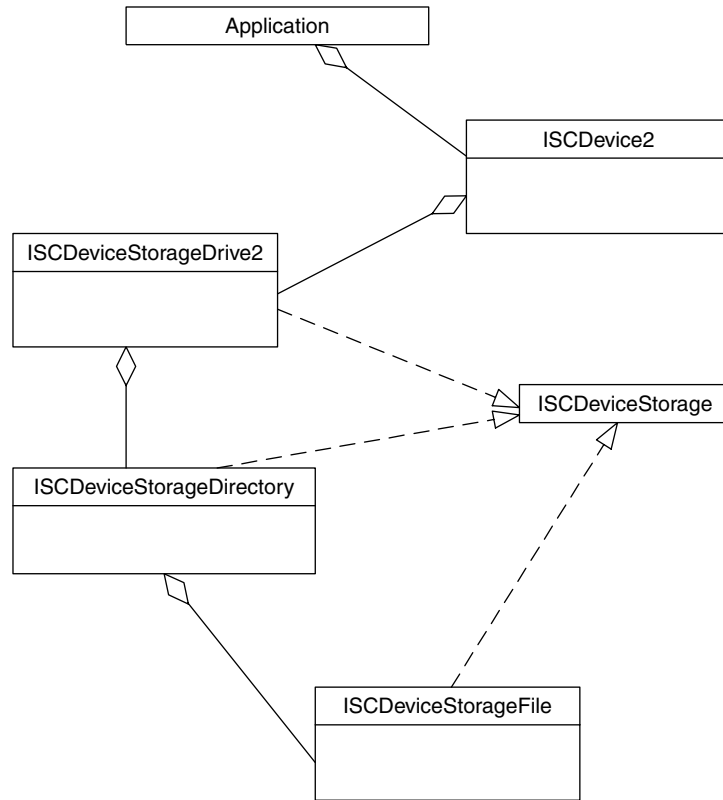 Application
ISCDevice2
ISCDeviceStorageDrive2
ISCDeviceStorage
ISCDeviceStorageDirectory
ISCDeviceStorageFile